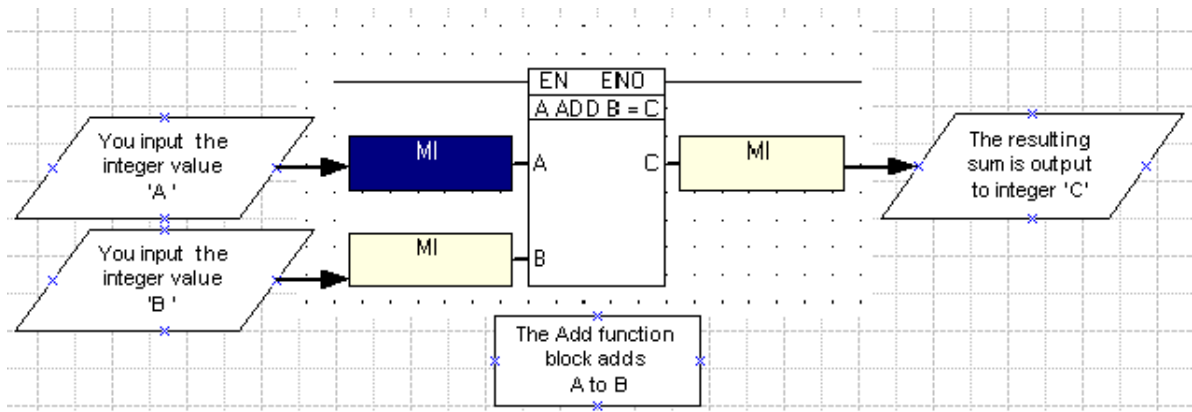 EN ENO
A ADD B = C
You input the
integer value
'A '
MI
A
C
MI
The resulting
sum is output
to integer 'C'
You input the
integer value
'B '
MI
B
The Add function
block adds
A to B